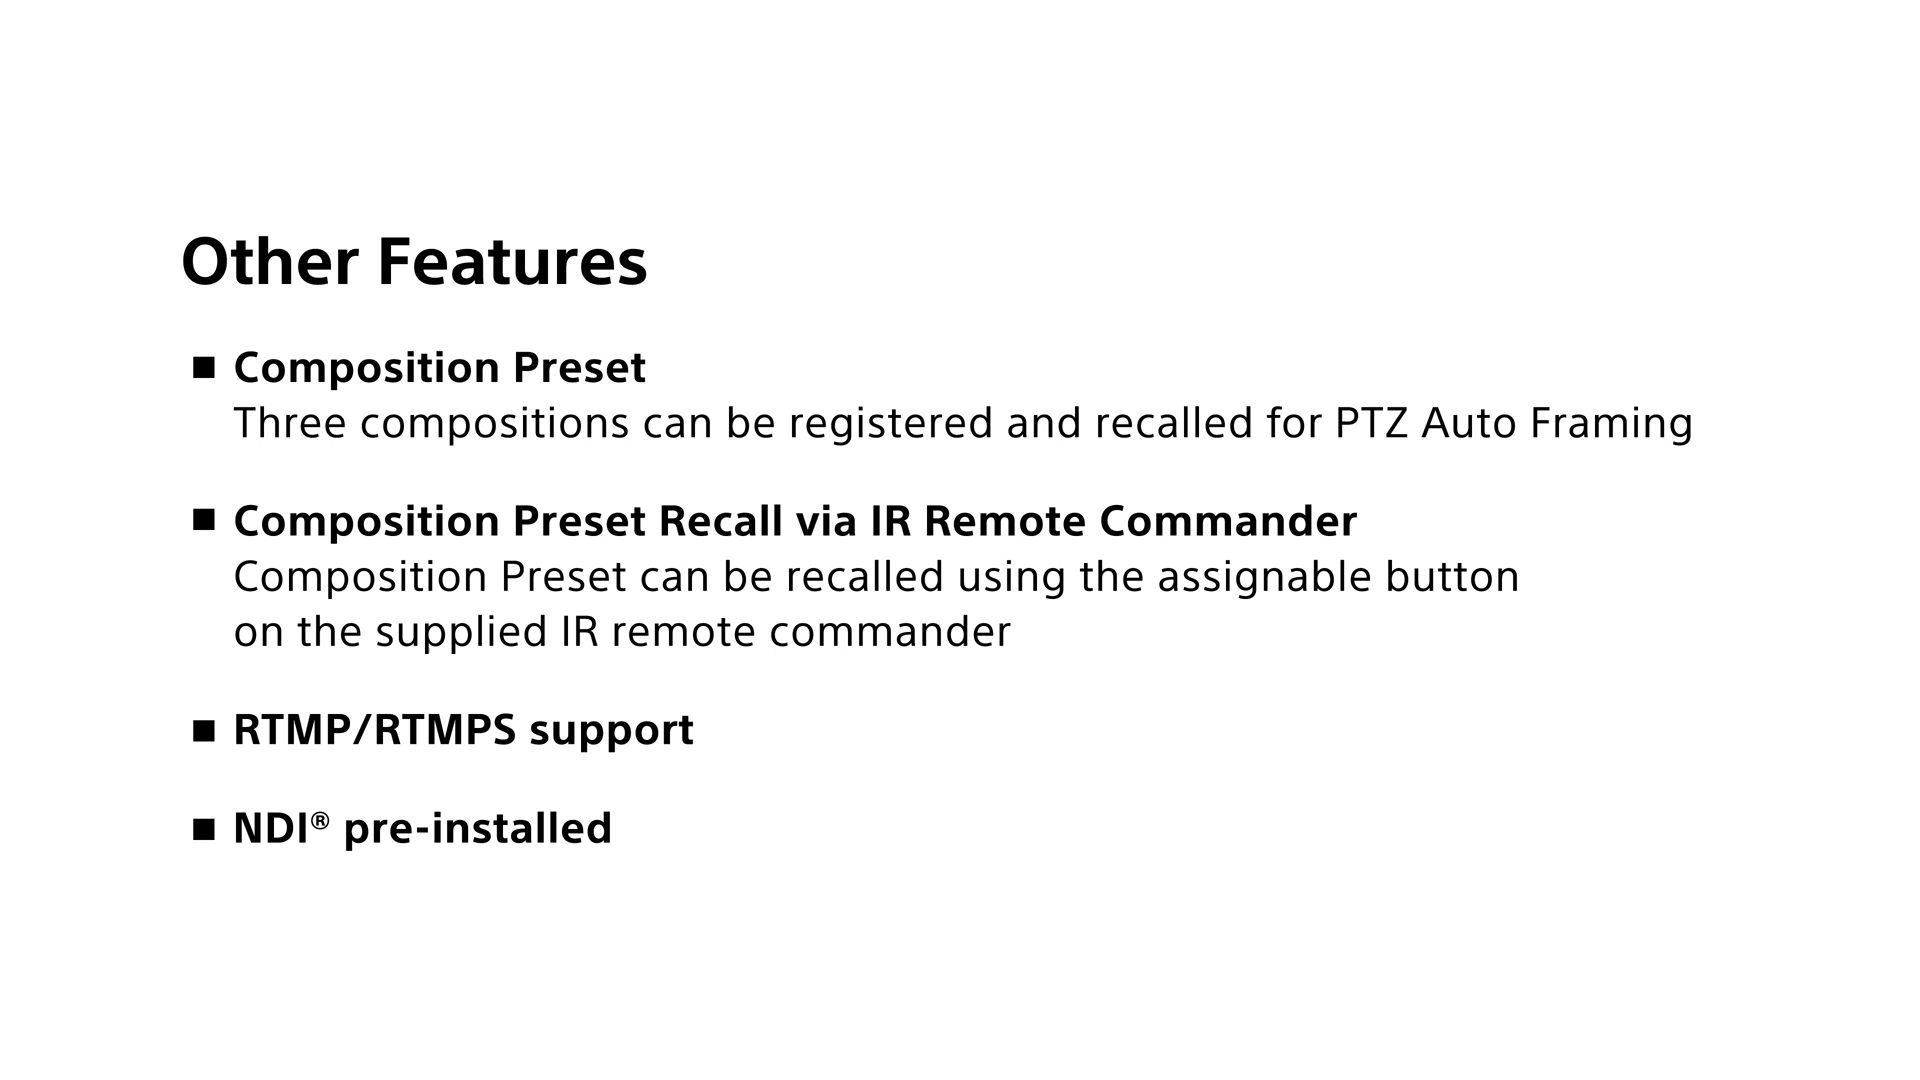 Other Features
■ Composition Preset
Three compositions can be registered and recalled for PTZ Auto Framing
■ Composition Preset Recall via IR Remote Commander
Composition Preset can be recalled using the assignable button
on the supplied IR remote commander
■ RTMP/RTMPS support
■ NDI® pre-installed